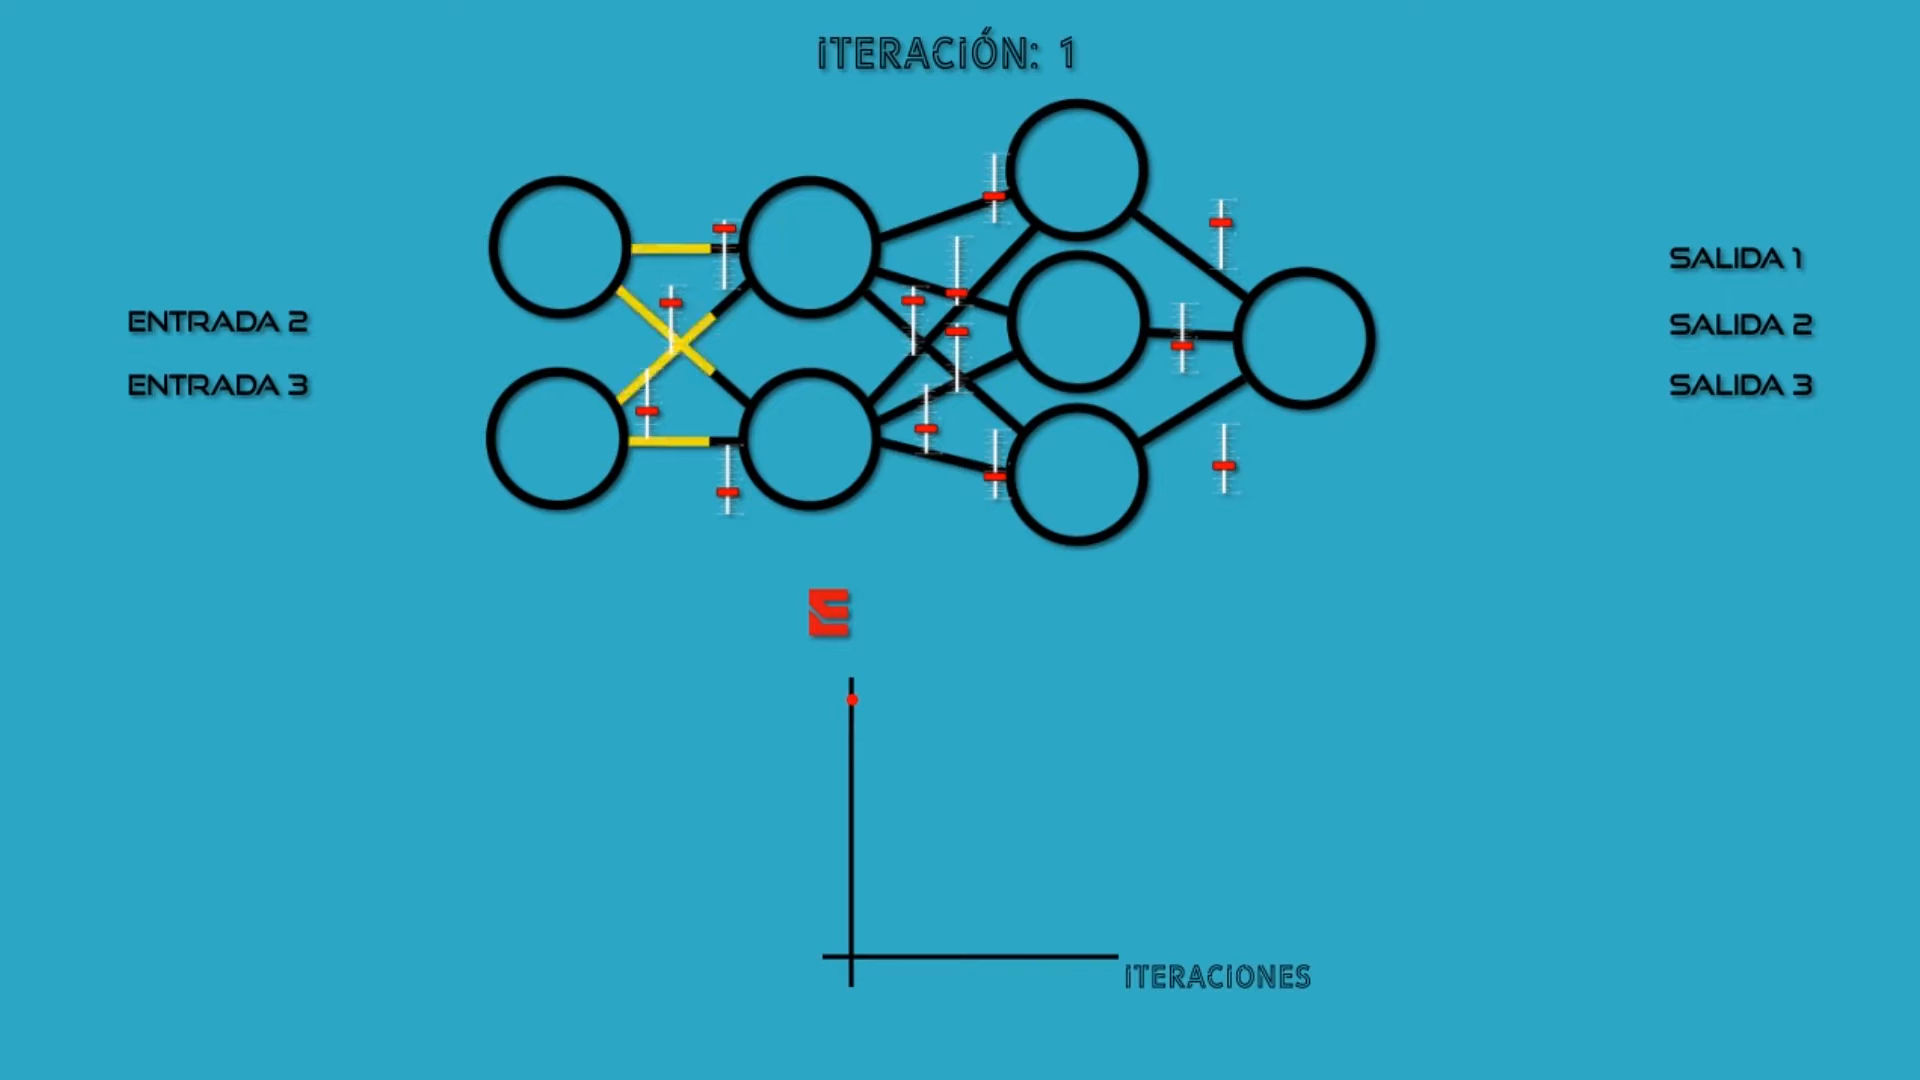 iTERACiÓN: 1
ENTRADA 2
ENTRADA 3
SALIDA 1
SALIDA 2
SALIDA 3
E
iTERACiONES